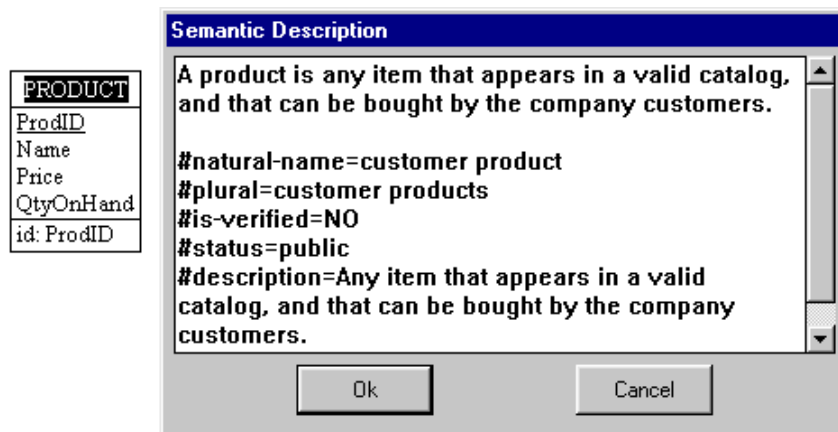 PRODUCT
ProdID
Name
Price
QtyOnHand
id: ProdID
Semantic Description
A product is any item that appears in a valid catalog,
and that can be bought by the company customers.
#natural-name=customer product
#plural=customer products
#is-verified=NO
#status=public
#description=Any item that appears in a valid
catalog, and that can be bought by the company
customers.
Ok
Cancel